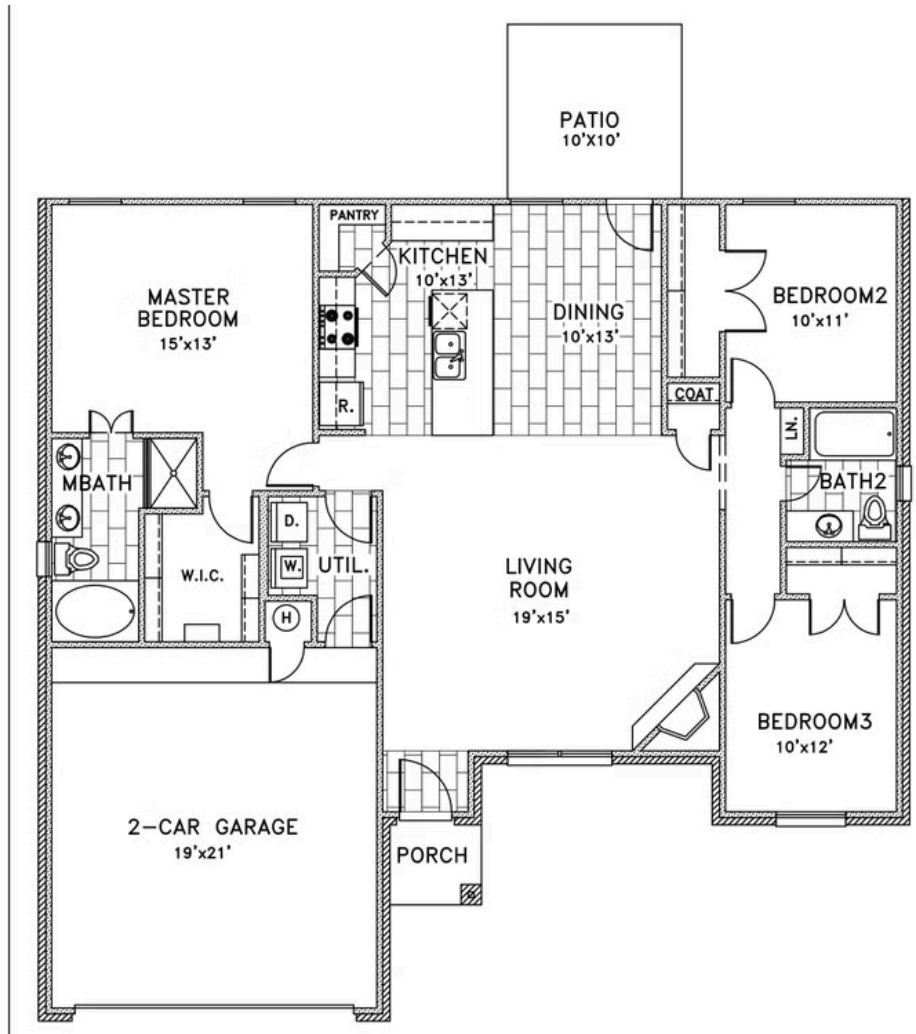 PATIO
10'X10'
PANTRY
KITCHEN
10'x13'
MASTER
BEDROOM
15'x13'
DINING
10'x13'
BEDROOM2
10'x11'
R.
COAT
LN.
MBATH
BATH2
D.
W.
UTIL.
W.I.C.
H
LIVING
ROOM
19'x15'
BEDROOM3
10'x12'
2-CAR GARAGE
19'x21'
PORCH